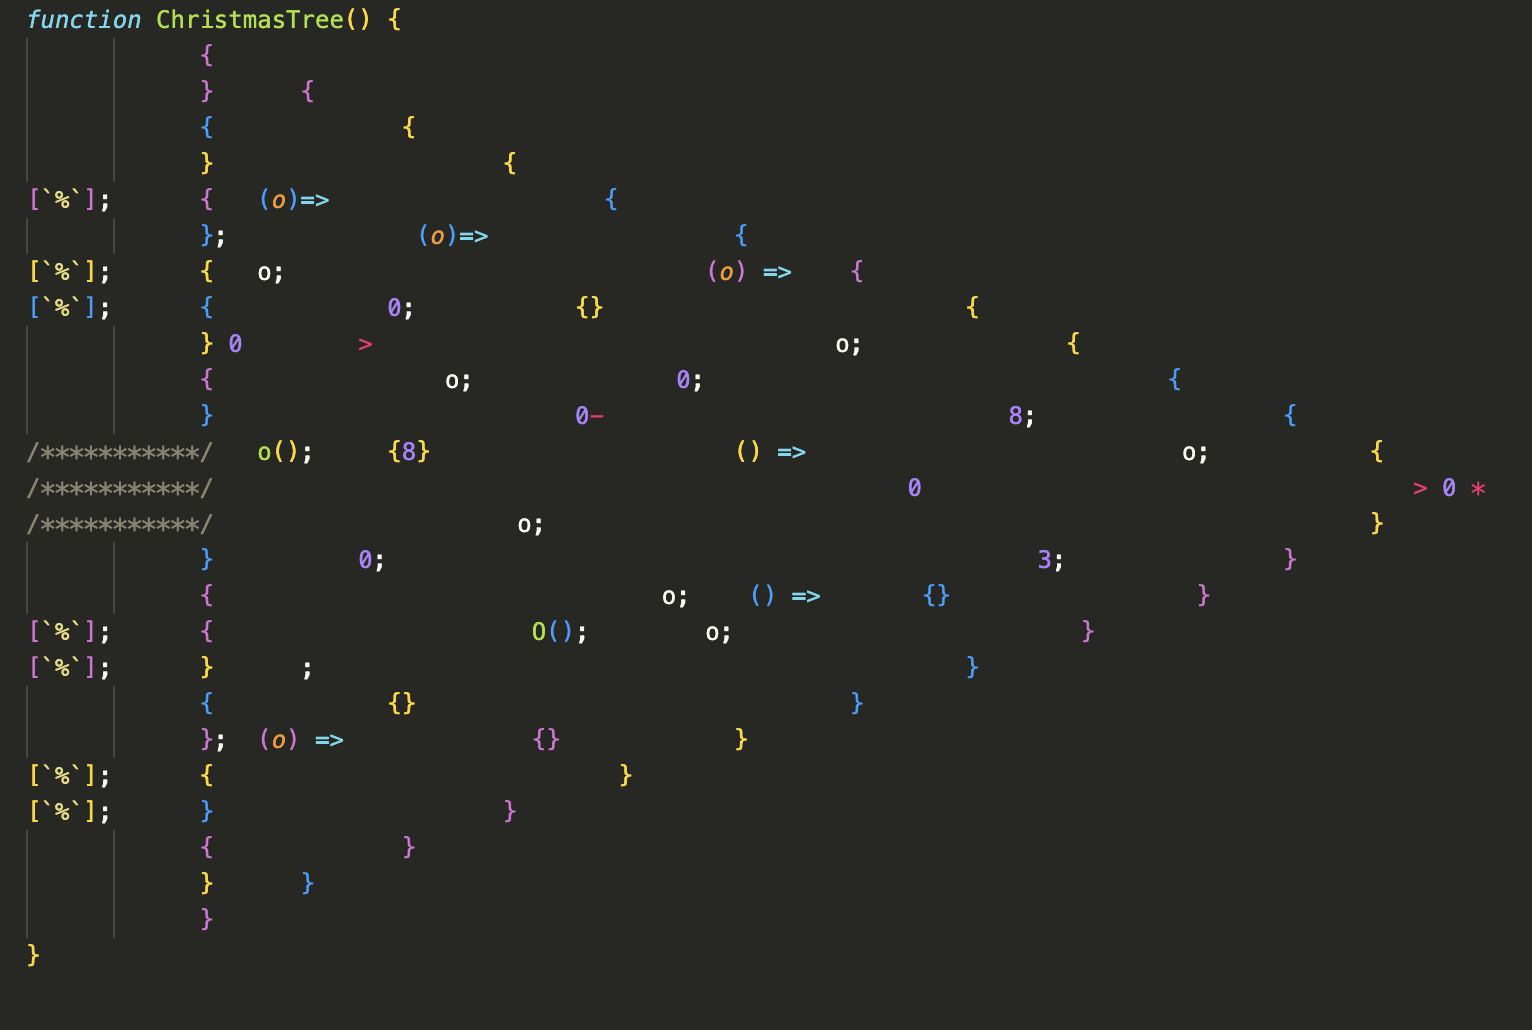 function ChristmasTree() {
            {
            }      {
            {             {
            }                    {
[`%`];      {   (o)=>                   {
            };             (o)=>                 {
[`%`];      {   o;                             (o) =>    {
[`%`];      {            0;           {}                         {
            } 0        >                                o;              {
            {                o;              0;                                {
            }                         0-                            8;                 {
/***********/   o();     {8}                     () =>                          o;           {
/***********/                                                0                                  > 0 *
/***********/                     o;                                                         }
            }          0;                                             3;               }
            {                               o;    () =>       {}                 }
[`%`];      {                      O();        o;                        }
[`%`];      }      ;                                             }
            {            {}                              }
            };  (o) =>             {}            }
[`%`];      {                            }
[`%`];      }                    }
            {             }
            }      }
            }
}